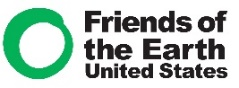 Friends of
the Earth
United States